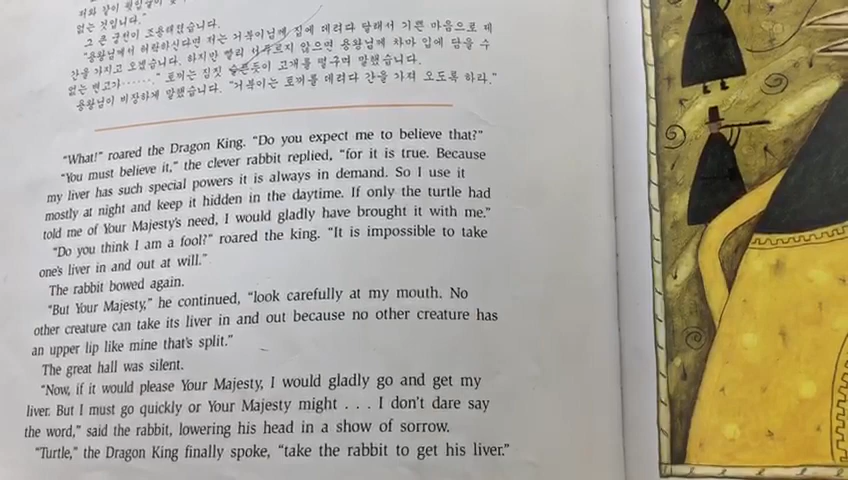 없는 것입니다."
그 큰 궁전이 조용해졌습니다.
"용왕님께서 허락하신다면 저는 거북이님께 집에 데려다 달래서 기쁜 마음으로 제
간을 가지고 오겠습니다. 하지만 빨리 서두르지 않으면 용왕님께 차마 입에 담을 수
없는 변고가……" 토끼는 짐짓 슬픈듯이 고개를 떨구며 말했습니다.
용왕님이 비장하게 말했습니다. "거북이는 토끼를 데려다 간을 가져 오도록 하라."
"What!" roared the Dragon King. "Do you expect me to believe that?"
"You must believe it," the clever rabbit replied, "for it is true. Because
my liver has such special powers it is always in demand. So I use it
mostly at night and keep it hidden in the daytime. If only the turtle had
told me of Your Majesty's need, I would gladly have brought it with me."
"Do you think I am a fool?" roared the king. "It is impossible to take
one's liver in and out at will."
The rabbit bowed again.
"But Your Majesty," he continued, "look carefully at my mouth. No
other creature can take its liver in and out because no other creature has
an upper lip like mine that's split."
The great hall was silent.
"Now, if it would please Your Majesty, I would gladly go and get my
liver. But I must go quickly or Your Majesty might . . . I don't dare say
the word," said the rabbit, lowering his head in a show of sorrow.
"Turtle," the Dragon King finally spoke, "take the rabbit to get his liver."